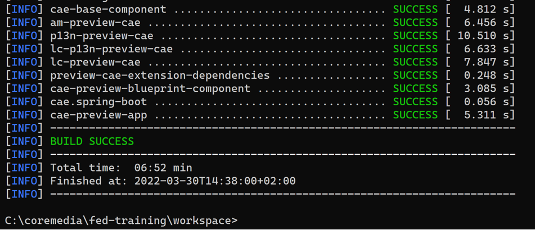 [INFO] cae-base-component ................................ SUCCESS [  4.812 s]
[INFO] am-preview-cae .................................... SUCCESS [  6.456 s]
[INFO] p13n-preview-cae .................................. SUCCESS [ 10.510 s]
[INFO] lc-p13n-preview-cae ............................... SUCCESS [  6.633 s]
[INFO] lc-preview-cae .................................... SUCCESS [  7.847 s]
[INFO] preview-cae-extension-dependencies ................ SUCCESS [  0.248 s]
[INFO] cae-preview-blueprint-component ................... SUCCESS [  3.085 s]
[INFO] cae.spring-boot ................................... SUCCESS [  0.056 s]
[INFO] cae-preview-app ................................... SUCCESS [  5.311 s]
[INFO] ------------------------------------------------------------------------
[INFO] BUILD SUCCESS
[INFO] ------------------------------------------------------------------------
[INFO] Total time:  06:52 min
[INFO] Finished at: 2022-03-30T14:38:00+02:00
[INFO] ------------------------------------------------------------------------
C:\coremedia\fed-training\workspace>